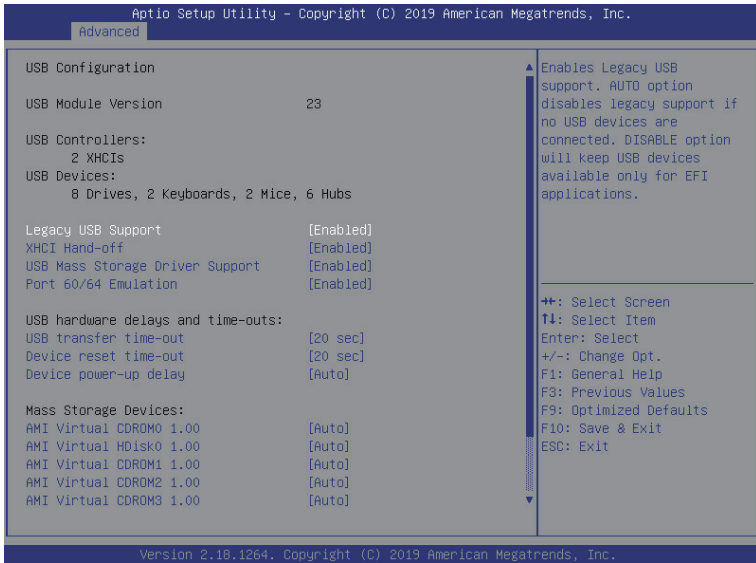 Aptio Setup Utility – Copyright (C) 2019 American Megatrends, Inc.
Advanced
USB Configuration
USB Module Version 23
USB Controllers:
2 XHCIs
USB Devices:
8 Drives, 2 Keyboards, 2 Mice, 6 Hubs
Legacy USB Support [Enabled]
XHCI Hand-off [Enabled]
USB Mass Storage Driver Support [Enabled]
Port 60/64 Emulation [Enabled]
USB hardware delays and time-outs:
USB transfer time-out [20 sec]
Device reset time-out [20 sec]
Device power-up delay [Auto]
Mass Storage Devices:
AMI Virtual CDROM0 1.00 [Auto]
AMI Virtual HDisk0 1.00 [Auto]
AMI Virtual CDROM1 1.00 [Auto]
AMI Virtual CDROM2 1.00 [Auto]
AMI Virtual CDROM3 1.00 [Auto]
Enables Legacy USB
support. AUTO option
disables legacy support if
no USB devices are
connected. DISABLE option
will keep USB devices
available only for EFI
applications.
→←: Select Screen
↑↓: Select Item
Enter: Select
+/-: Change Opt.
F1: General Help
F3: Previous Values
F9: Optimized Defaults
F10: Save & Exit
ESC: Exit
Version 2.18.1264. Copyright (C) 2019 American Megatrends, Inc.